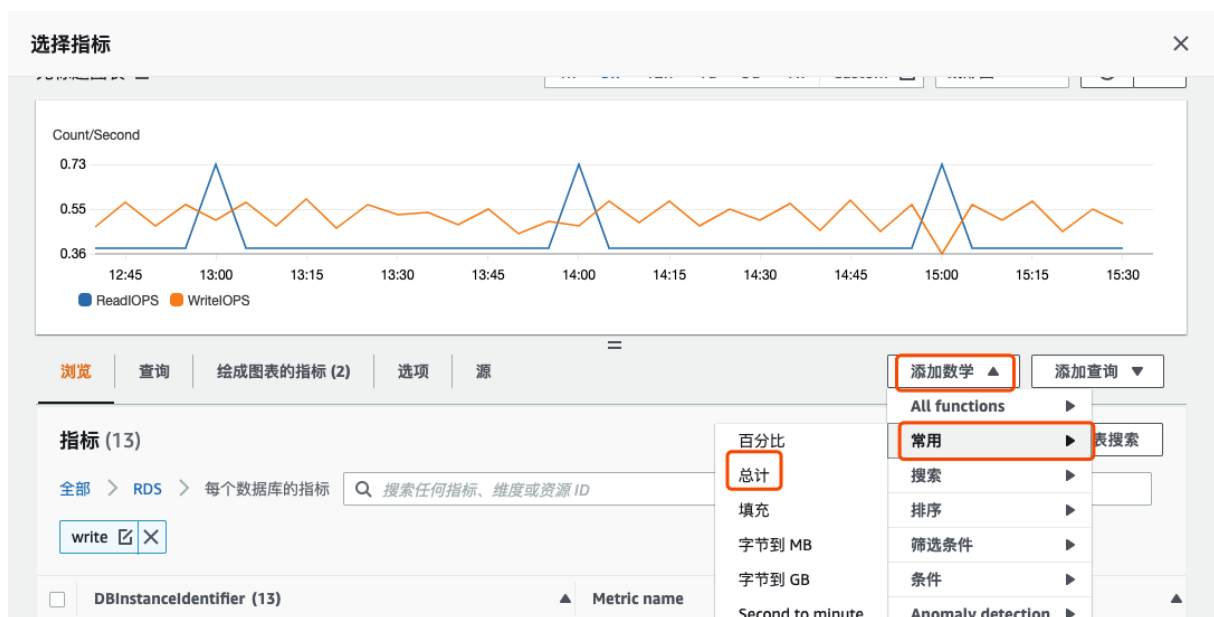 选择指标
Count/Second
0.73
0.55
0.36
12:45 13:00 13:15 13:30 13:45 14:00 14:15 14:30 14:45 15:00 15:15 15:30
ReadIOPS WriteIOPS
浏览 查询 绘成图表的指标 (2) 选项 源 添加数学 添加查询
All functions
指标 (13) 百分比 常用 表搜索
全部 RDS 每个数据库的指标 搜索任何指标、维度或资源 ID 总计 搜索
填充 排序
write 字节到 MB 筛选条件
字节到 GB 条件
DBInstanceIdentifier (13) Metric name Second to minute Anomaly detection